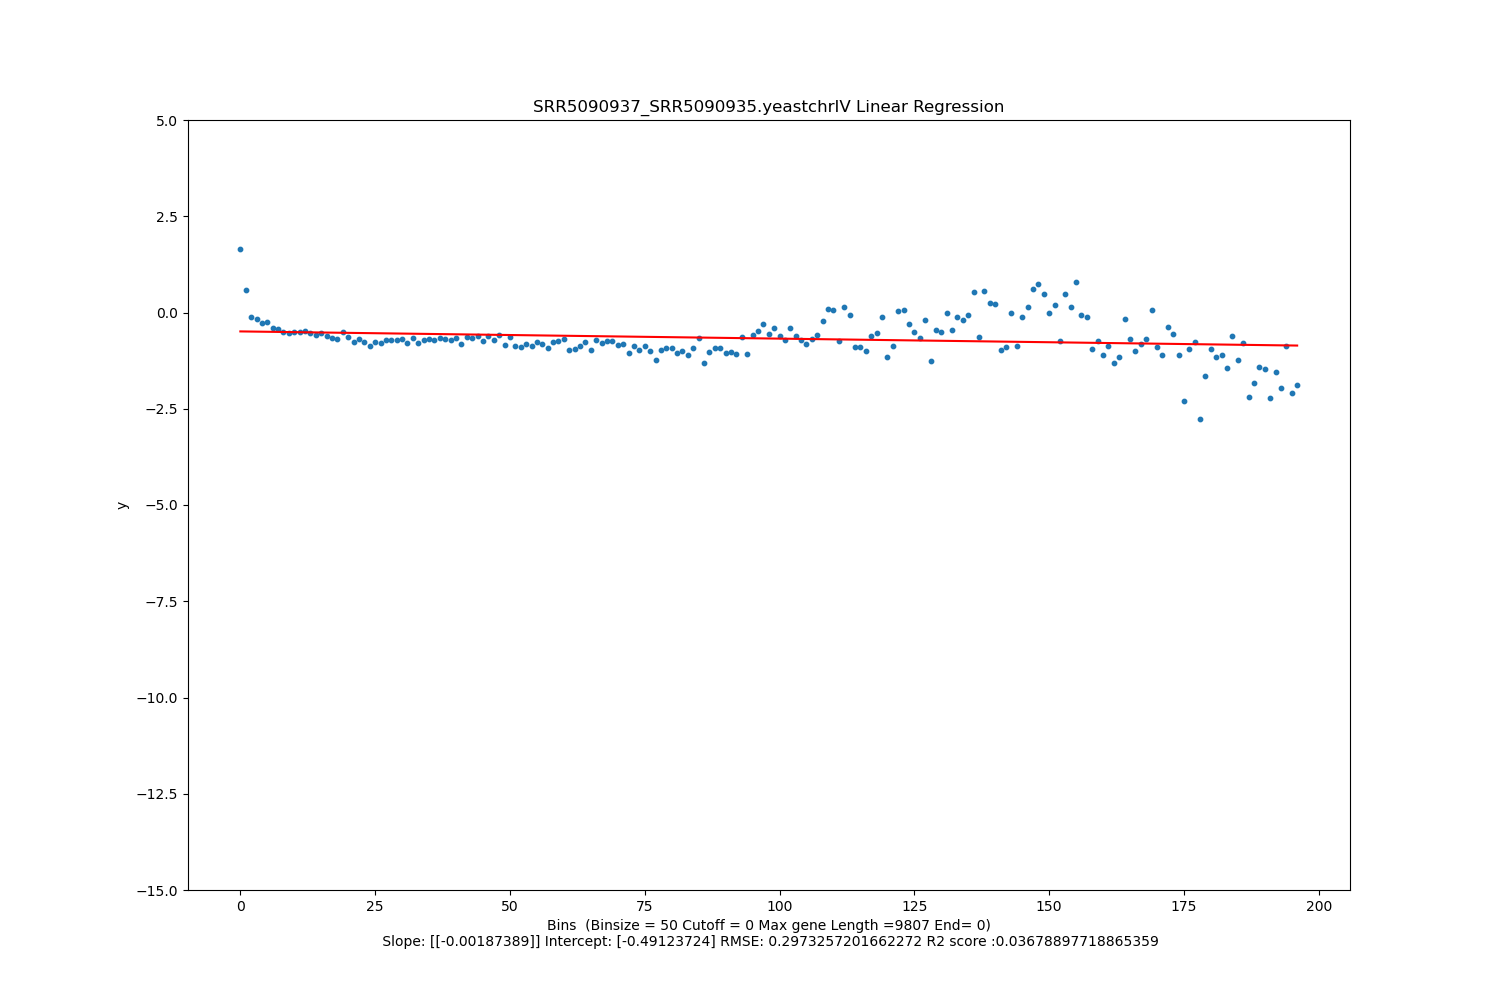 SRR5090937_SRR5090935.yeastchrIV Linear Regression
5.0
2.5
0.0
−2.5
−5.0
−7.5
−10.0
−12.5
−15.0
y
0 25 50 75 100 125 150 175 200
Bins  (Binsize = 50 Cutoff = 0 Max gene Length =9807 End= 0)
Slope: [[-0.00187389]] Intercept: [-0.49123724] RMSE: 0.2973257201662272 R2 score :0.03678897718865359